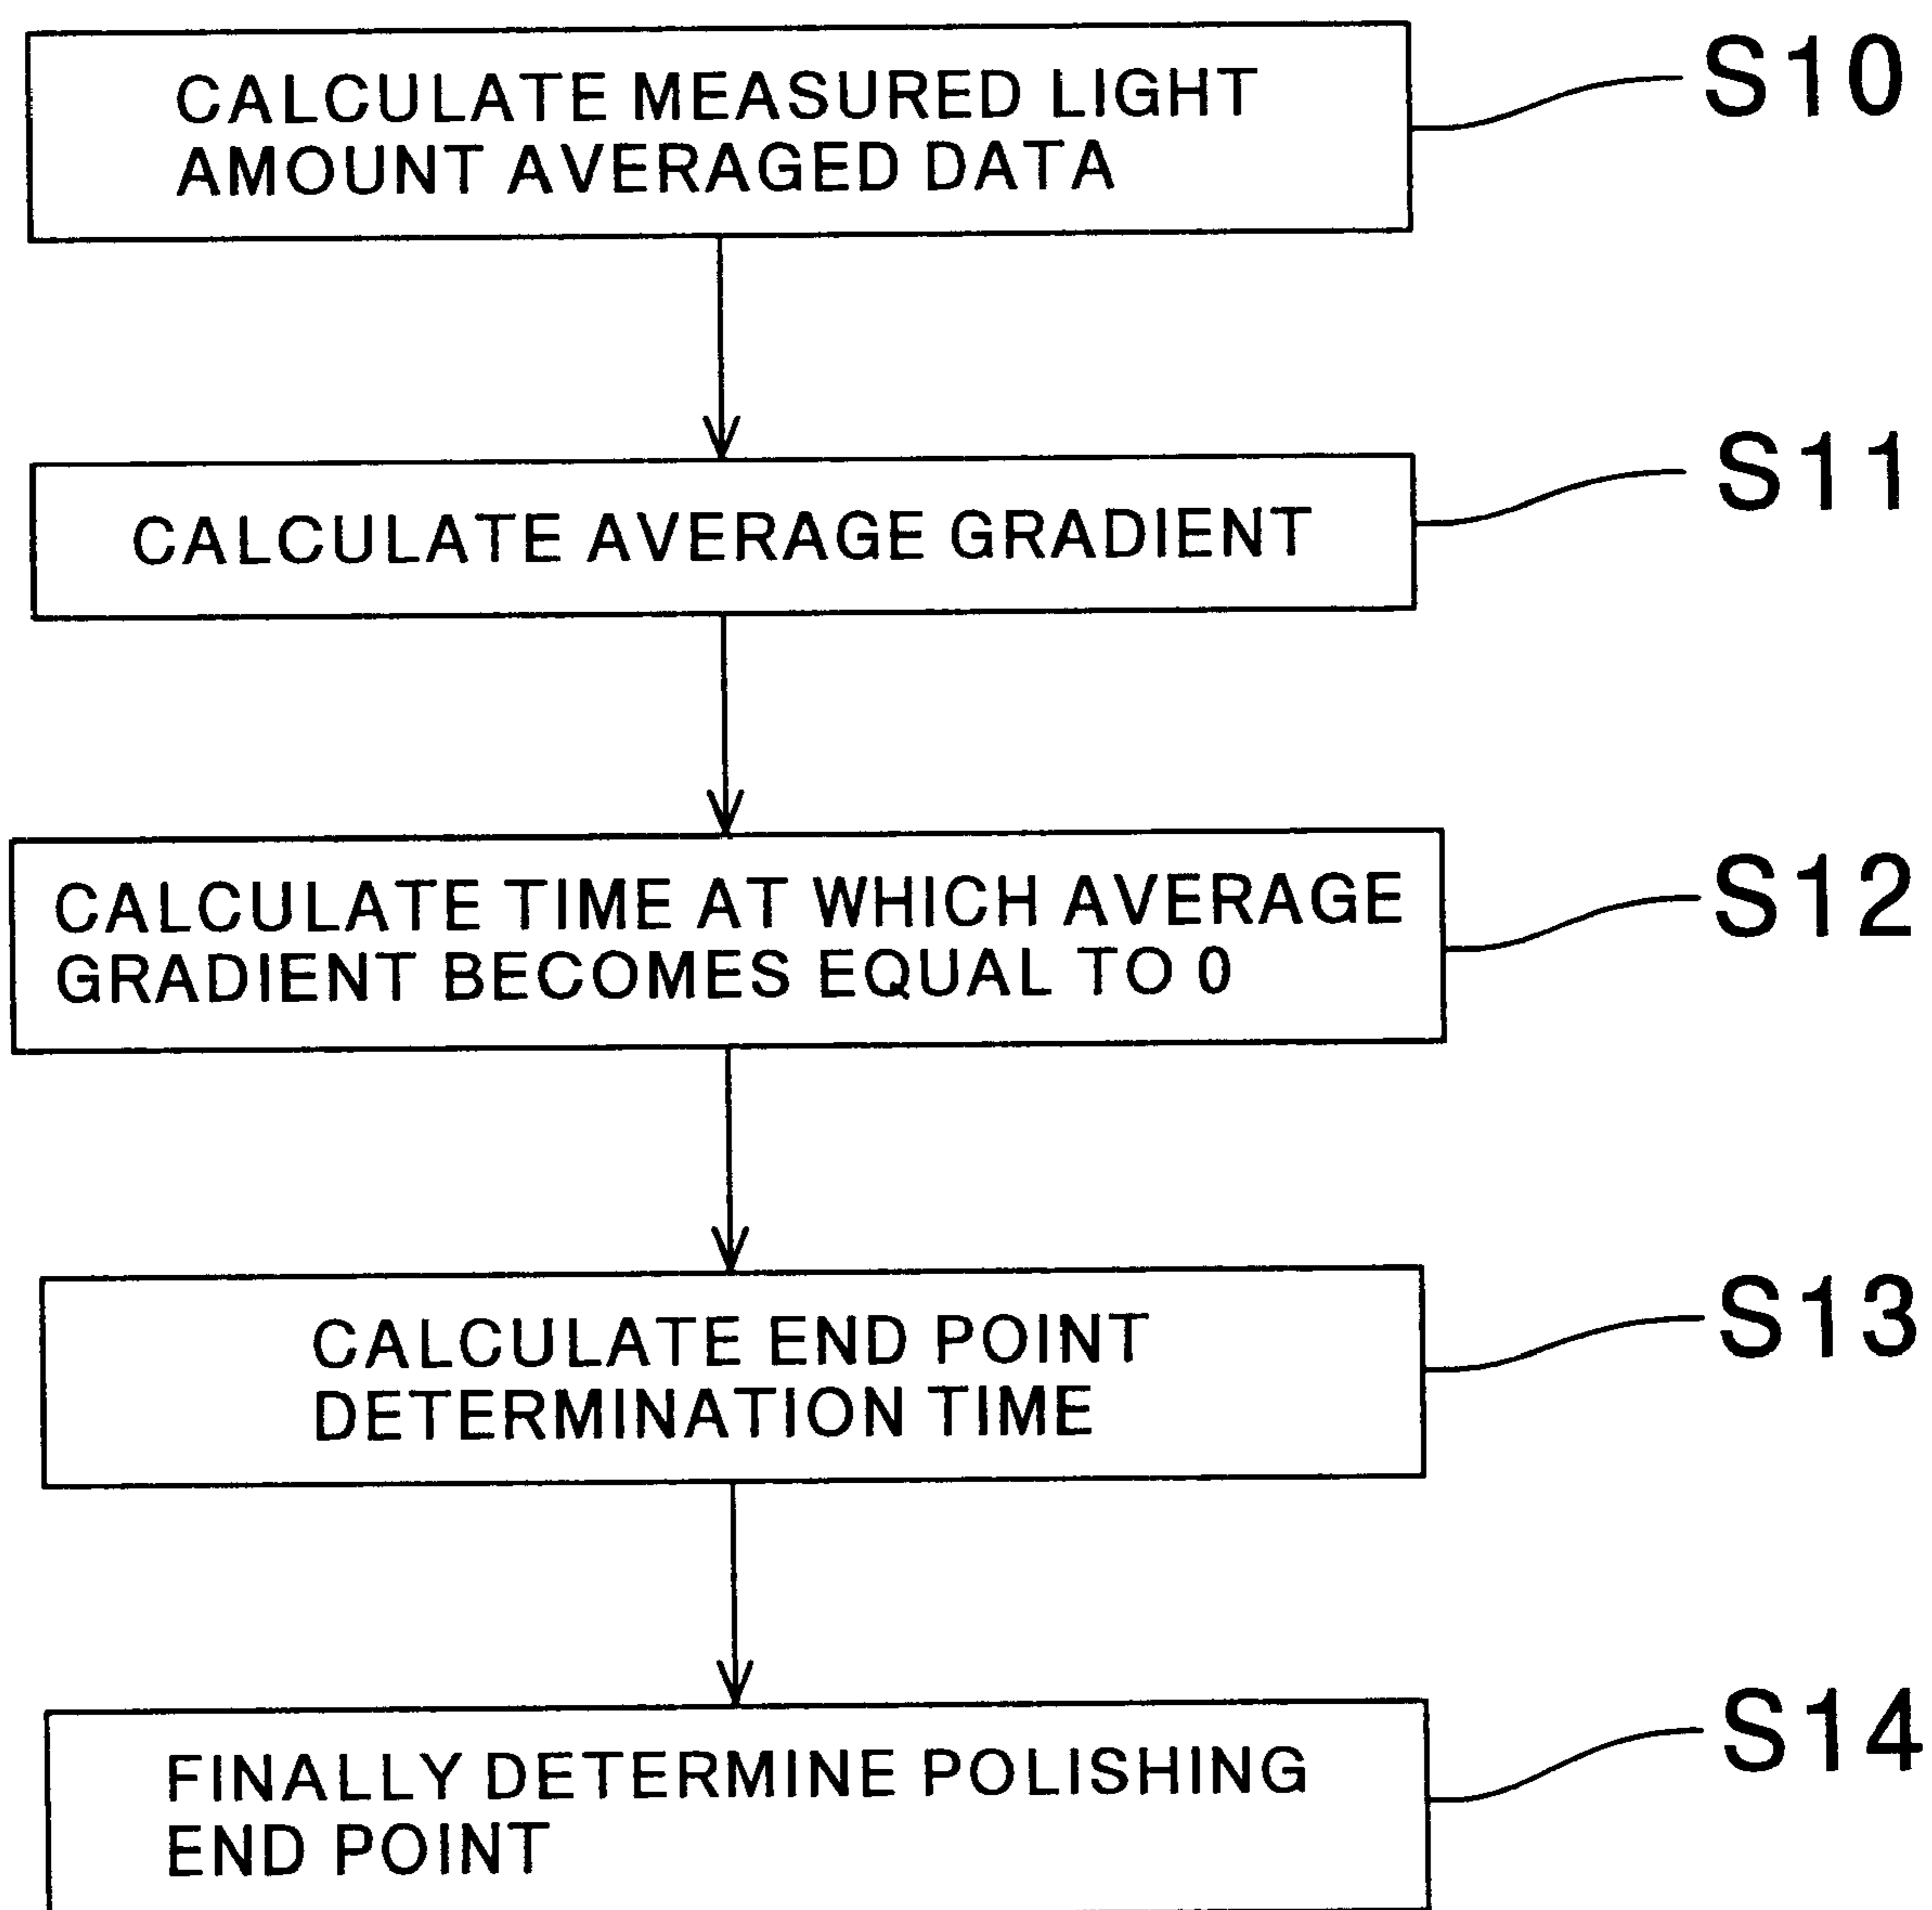 CALCULATE MEASURED LIGHT
AMOUNT AVERAGED DATA
S10
CALCULATE AVERAGE GRADIENT
S11
CALCULATE TIME AT WHICH AVERAGE
GRADIENT BECOMES EQUAL TO 0
S12
CALCULATE END POINT
DETERMINATION TIME
S13
FINALLY DETERMINE POLISHING
END POINT
S14